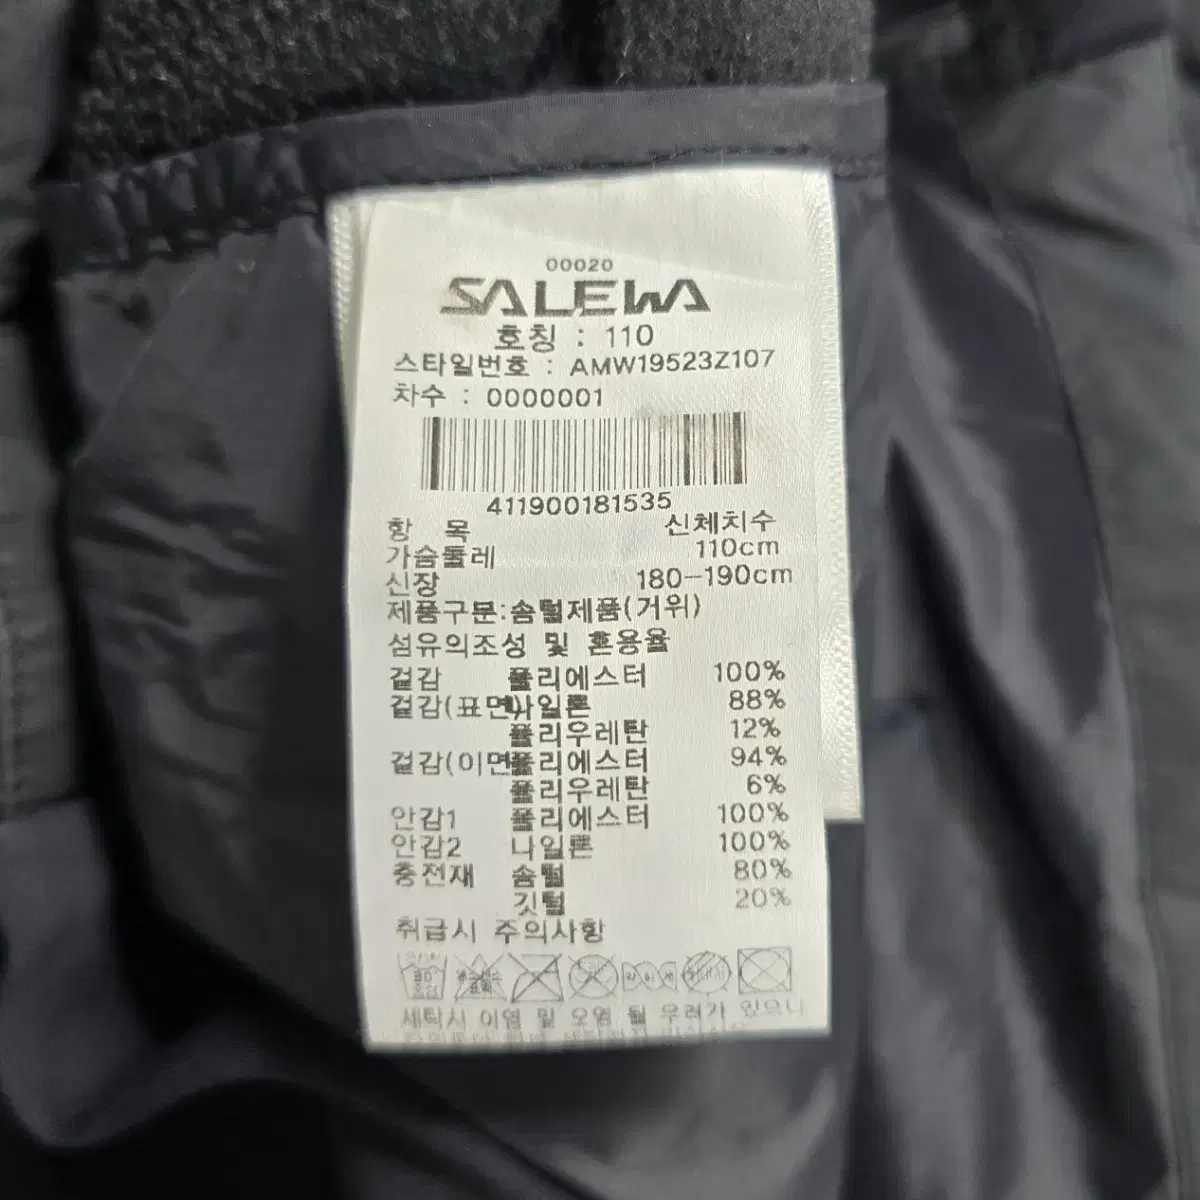 00020
SALEWA
호칭 : 110
스타일번호 : AMW19523Z107
차수 : 0000001
411900181535
항 목 신체치수
가슴둘레 110cm
신장 180-190cm
제품구분:솜털제품(거위)
섬유의조성 및 혼용율
겉감 폴리에스터 100%
겉감(표면)나일론 88%
폴리우레탄 12%
겉감(이면폴리에스터 94%
폴리우레탄 6%
안감1 폴리에스터 100%
안감2 나일론 100%
충전재 솜털 80%
깃털 20%
취급시 주의사항
세탁시 이염 및 오염 될 우려가 있으니